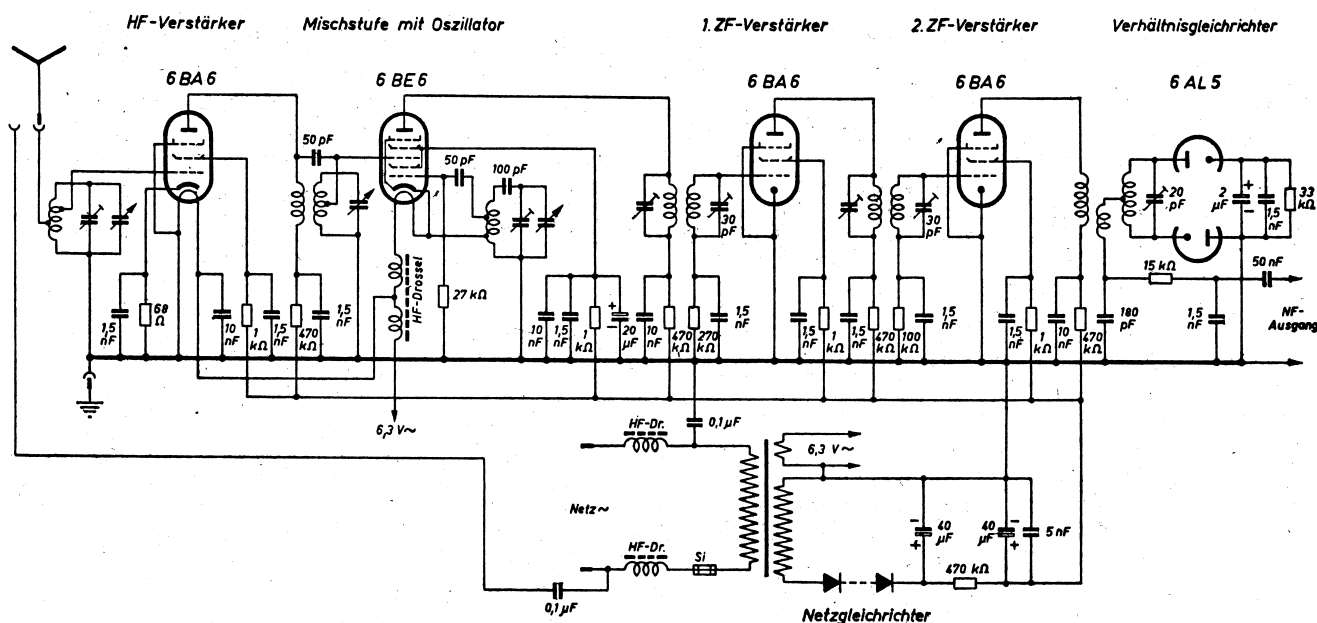 HF-Verstärker
Mischstufe mit Oszillator
1. ZF-Verstärker
2. ZF-Verstärker
Verhältnisgleichrichter
6 BA 6
6 BE 6
6 BA 6
6 BA 6
6 AL 5
50 pF
50 pF
100 pF
30 pF
30 pF
20 pF
2 µF
+
-
1,5 nF
33 kΩ
HF-Drossel
27 kΩ
15 kΩ
50 nF
1,5 nF
68 Ω
10 nF
1 kΩ
1,5 nF
470 kΩ
1,5 nF
10 nF
1,5 nF
1 kΩ
+
-
20 µF
10 nF
470 kΩ
270 kΩ
1,5 nF
1,5 nF
1 kΩ
1,5 nF
470 kΩ
100 kΩ
1,5 nF
1,5 nF
1 kΩ
10 nF
470 kΩ
180 pF
1,5 nF
NF-
Ausgang
6,3 V~
HF-Dr.
0,1 µF
6,3 V~
Netz~
HF-Dr.
Si
0,1 µF
-
40 µF
+
40 µF
-
+
5 nF
470 kΩ
Netzgleichrichter